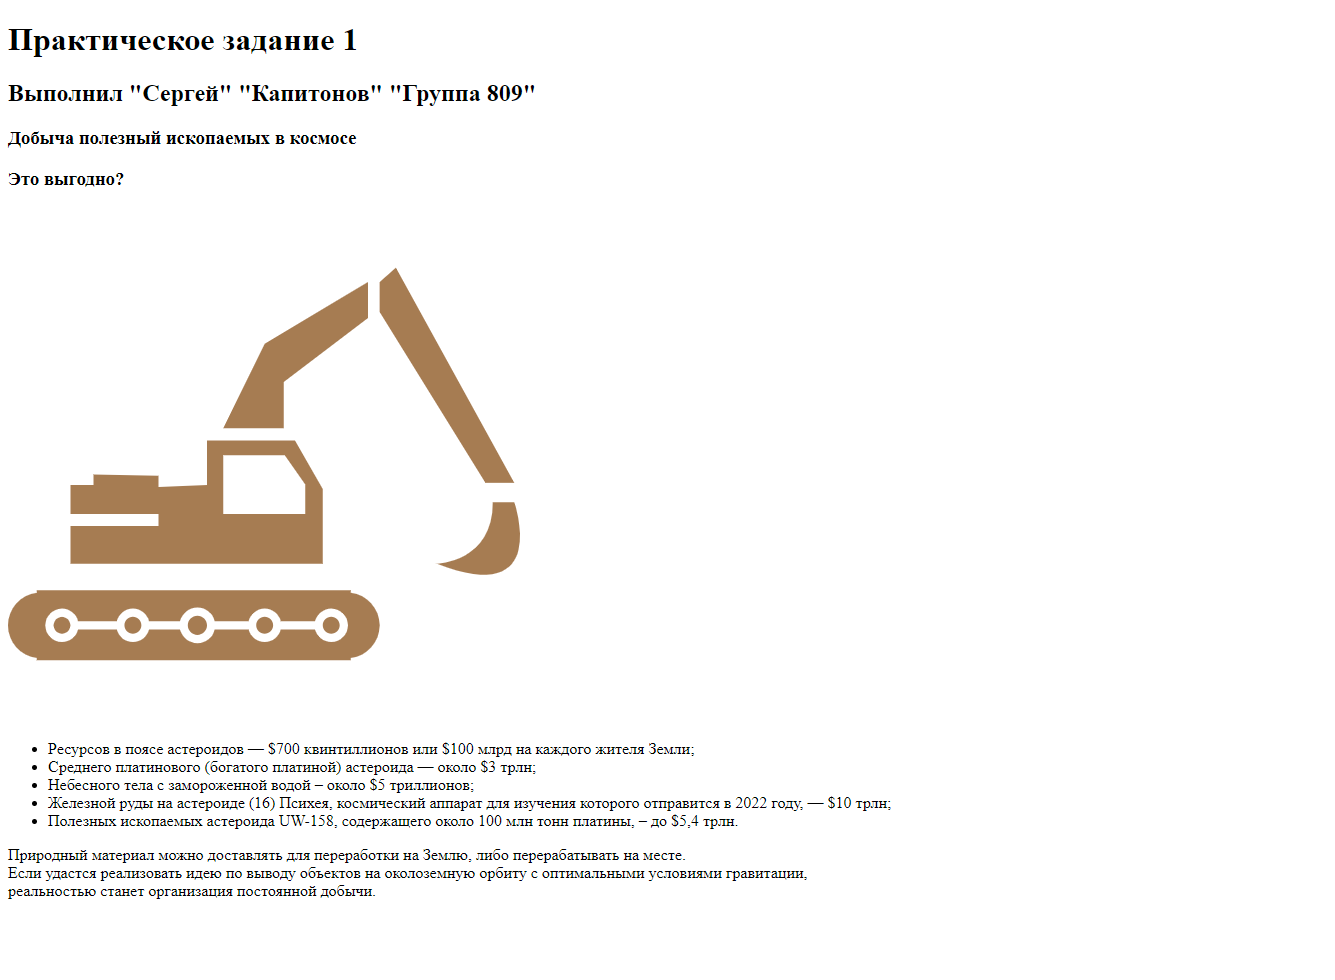 Практическое задание 1
Выполнил "Сергей" "Капитонов" "Группа 809"
Добыча полезный ископаемых в космосе
Это выгодно?
• Ресурсов в поясе астероидов — $700 квинтиллионов или $100 млрд на каждого жителя Земли;
• Среднего платинового (богатого платиной) астероида — около $3 трлн;
• Небесного тела с замороженной водой – около $5 триллионов;
• Железной руды на астероиде (16) Психея, космический аппарат для изучения которого отправится в 2022 году, — $10 трлн;
• Полезных ископаемых астероида UW-158, содержащего около 100 млн тонн платины, – до $5,4 трлн.
Природный материал можно доставлять для переработки на Землю, либо перерабатывать на месте.
Если удастся реализовать идею по выводу объектов на околоземную орбиту с оптимальными условиями гравитации,
реальностью станет организация постоянной добычи.